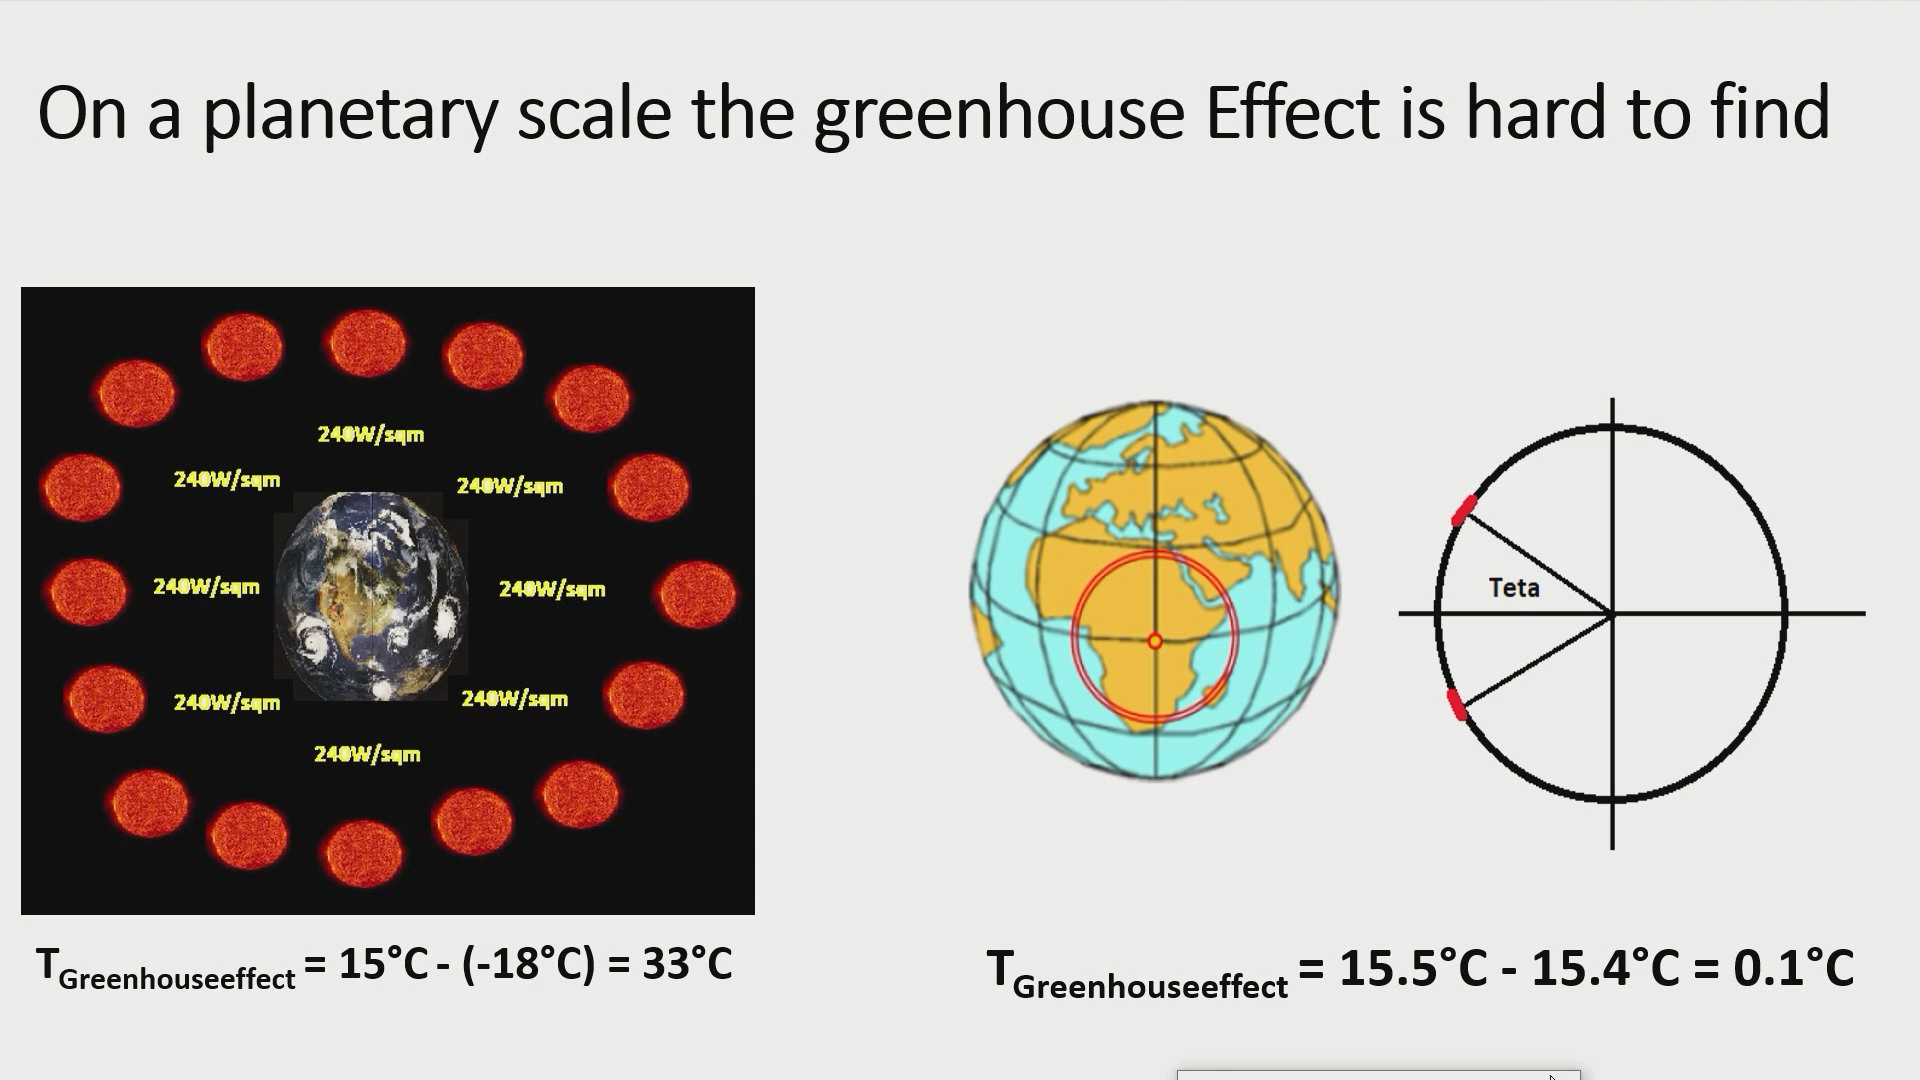 On a planetary scale the greenhouse Effect is hard to find
240W/sqm
240W/sqm
240W/sqm
240W/sqm
240W/sqm
240W/sqm
240W/sqm
240W/sqm
Teta
TGreenhouseeffect = 15°C - (-18°C) = 33°C
TGreenhouseeffect = 15.5°C - 15.4°C = 0.1°C